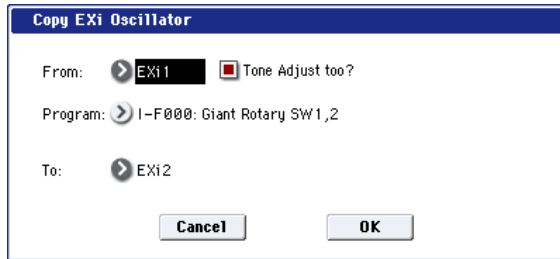 Copy EXi Oscillator
From: EXi1 Tone Adjust too?
Program: I-F000: Giant Rotary SW1,2
To: EXi2
Cancel OK